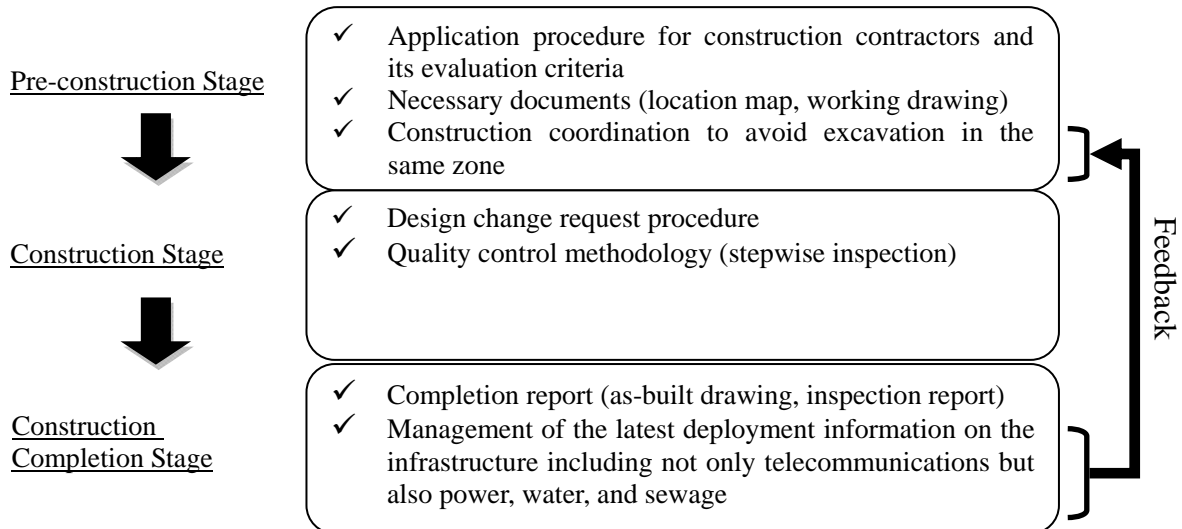 Pre-construction Stage
✓ Application procedure for construction contractors and
its evaluation criteria
✓ Necessary documents (location map, working drawing)
✓ Construction coordination to avoid excavation in the
same zone
Construction Stage
✓ Design change request procedure
✓ Quality control methodology (stepwise inspection)
Construction
Completion Stage
✓ Completion report (as-built drawing, inspection report)
✓ Management of the latest deployment information on the
infrastructure including not only telecommunications but
also power, water, and sewage
Feedback